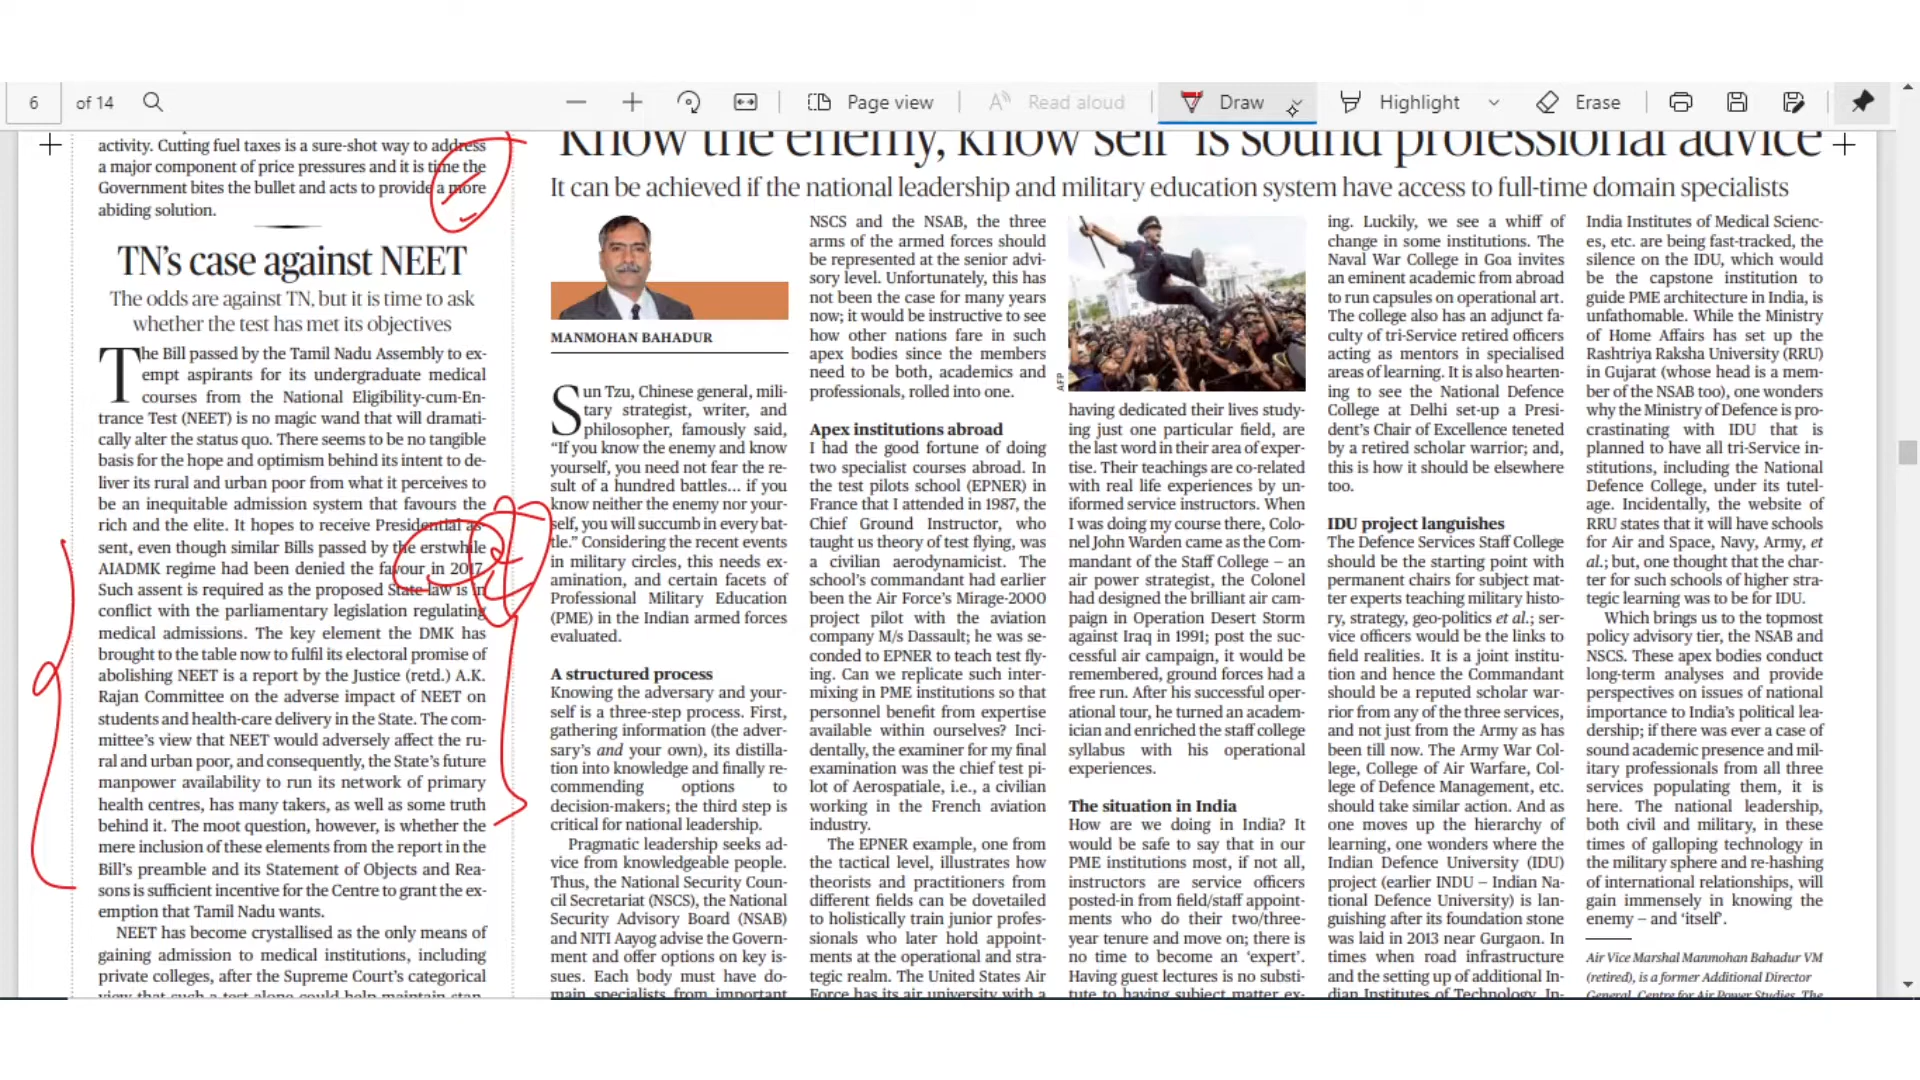 6 of 14
Page view
Read aloud
Draw
Highlight
Erase
activity. Cutting fuel taxes is a sure-shot way to address
a major component of price pressures and it is time the
Government bites the bullet and acts to provide a more
abiding solution.
TN's case against NEET
The odds are against TN, but it is time to ask
whether the test has met its objectives
The Bill passed by the Tamil Nadu Assembly to ex-
empt aspirants for its undergraduate medical
courses from the National Eligibility-cum-En-
trance Test (NEET) is no magic wand that will dramati-
cally alter the status quo. There seems to be no tangible
basis for the hope and optimism behind its intent to de-
liver its rural and urban poor from what it perceives to
be an inequitable admission system that favours the
rich and the elite. It hopes to receive Presidential as-
sent, even though similar Bills passed by the erstwhile
AIADMK regime had been denied the favour in 2017.
Such assent is required as the proposed State law is in
conflict with the parliamentary legislation regulating
medical admissions. The key element the DMK has
brought to the table now to fulfil its electoral promise of
abolishing NEET is a report by the Justice (retd.) A.K.
Rajan Committee on the adverse impact of NEET on
students and health-care delivery in the State. The com-
mittee's view that NEET would adversely affect the ru-
ral and urban poor, and consequently, the State's future
manpower availability to run its network of primary
health centres, has many takers, as well as some truth
behind it. The moot question, however, is whether the
mere inclusion of these elements from the report in the
Bill's preamble and its Statement of Objects and Rea-
sons is sufficient incentive for the Centre to grant the ex-
emption that Tamil Nadu wants.
NEET has become crystallised as the only means of
gaining admission to medical institutions, including
private colleges, after the Supreme Court's categorical
view that such a test alone could help maintain stan-
'Know the enemy, know self' is sound professional advice
It can be achieved if the national leadership and military education system have access to full-time domain specialists
MANMOHAN BAHADUR
Sun Tzu, Chinese general, mili-
tary strategist, writer, and
philosopher, famously said,
“If you know the enemy and know
yourself, you need not fear the re-
sult of a hundred battles... if you
know neither the enemy nor your-
self, you will succumb in every bat-
tle.” Considering the recent events
in military circles, this needs ex-
amination, and certain facets of
Professional Military Education
(PME) in the Indian armed forces
evaluated.
A structured process
Knowing the adversary and your-
self is a three-step process. First,
gathering information (the adver-
sary's and your own), its distilla-
tion into knowledge and finally re-
commending options to
decision-makers; the third step is
critical for national leadership.
Pragmatic leadership seeks ad-
vice from knowledgeable people.
Thus, the National Security Coun-
cil Secretariat (NSCS), the National
Security Advisory Board (NSAB)
and NITI Aayog advise the Govern-
ment and offer options on key is-
sues. Each body must have do-
main specialists from important
NSCS and the NSAB, the three
arms of the armed forces should
be represented at the senior advi-
sory level. Unfortunately, this has
not been the case for many years
now; it would be instructive to see
how other nations fare in such
apex bodies since the members
need to be both, academics and
professionals, rolled into one.
Apex institutions abroad
I had the good fortune of doing
two specialist courses abroad. In
the test pilots school (EPNER) in
France that I attended in 1987, the
Chief Ground Instructor, who
taught us theory of test flying, was
a civilian aerodynamicist. The
school's commandant had earlier
been the Air Force's Mirage-2000
project pilot with the aviation
company M/s Dassault; he was se-
conded to EPNER to teach test fly-
ing. Can we replicate such inter-
mixing in PME institutions so that
personnel benefit from expertise
available within ourselves? Inci-
dentally, the examiner for my final
examination was the chief test pi-
lot of Aerospatiale, i.e., a civilian
working in the French aviation
industry.
The EPNER example, one from
the tactical level, illustrates how
theorists and practitioners from
different fields can be dovetailed
to holistically train junior profes-
sionals who later hold appoint-
ments at the operational and stra-
tegic realm. The United States Air
Force has its air university with a
AFP
having dedicated their lives study-
ing just one particular field, are
the last word in their area of exper-
tise. Their teachings are co-related
with real life experiences by un-
iformed service instructors. When
I was doing my course there, Colo-
nel John Warden came as the Com-
mandant of the Staff College – an
air power strategist, the Colonel
had designed the brilliant air cam-
paign in Operation Desert Storm
against Iraq in 1991; post the suc-
cessful air campaign, it would be
remembered, ground forces had a
free run. After his successful oper-
ational tour, he turned an academ-
ician and enriched the staff college
syllabus with his operational
experiences.
The situation in India
How are we doing in India? It
would be safe to say that in our
PME institutions most, if not all,
instructors are service officers
posted-in from field/staff appoint-
ments who do their two/three-
year tenure and move on; there is
no time to become an ‘expert’.
Having guest lectures is no substi-
tute to having subject matter ex-
ing. Luckily, we see a whiff of
change in some institutions. The
Naval War College in Goa invites
an eminent academic from abroad
to run capsules on operational art.
The college also has an adjunct fa-
culty of tri-Service retired officers
acting as mentors in specialised
areas of learning. It is also hearten-
ing to see the National Defence
College at Delhi set-up a Presi-
dent's Chair of Excellence teneted
by a retired scholar warrior; and,
this is how it should be elsewhere
too.
IDU project languishes
The Defence Services Staff College
should be the starting point with
permanent chairs for subject mat-
ter experts teaching military histo-
ry, strategy, geo-politics et al.; ser-
vice officers would be the links to
field realities. It is a joint institu-
tion and hence the Commandant
should be a reputed scholar war-
rior from any of the three services,
and not just from the Army as has
been till now. The Army War Col-
lege, College of Air Warfare, Col-
lege of Defence Management, etc.
should take similar action. And as
one moves up the hierarchy of
learning, one wonders where the
Indian Defence University (IDU)
project (earlier INDU – Indian Na-
tional Defence University) is lan-
guishing after its foundation stone
was laid in 2013 near Gurgaon. In
times when road infrastructure
and the setting up of additional In-
dian Institutes of Technology, In-
India Institutes of Medical Scienc-
es, etc. are being fast-tracked, the
silence on the IDU, which would
be the capstone institution to
guide PME architecture in India, is
unfathomable. While the Ministry
of Home Affairs has set up the
Rashtriya Raksha University (RRU)
in Gujarat (whose head is a mem-
ber of the NSAB too), one wonders
why the Ministry of Defence is pro-
crastinating with IDU that is
planned to have all tri-Service in-
stitutions, including the National
Defence College, under its tutel-
age. Incidentally, the website of
RRU states that it will have schools
for Air and Space, Navy, Army, et
al.; but, one thought that the char-
ter for such schools of higher stra-
tegic learning was to be for IDU.
Which brings us to the topmost
policy advisory tier, the NSAB and
NSCS. These apex bodies conduct
long-term analyses and provide
perspectives on issues of national
importance to India's political lea-
dership; if there was ever a case of
sound academic presence and mil-
itary professionals from all three
services populating them, it is
here. The national leadership,
both civil and military, in these
times of galloping technology in
the military sphere and re-hashing
of international relationships, will
gain immensely in knowing the
enemy – and ‘itself’.
Air Vice Marshal Manmohan Bahadur VM
(retired), is a former Additional Director
General, Centre for Air Power Studies. The